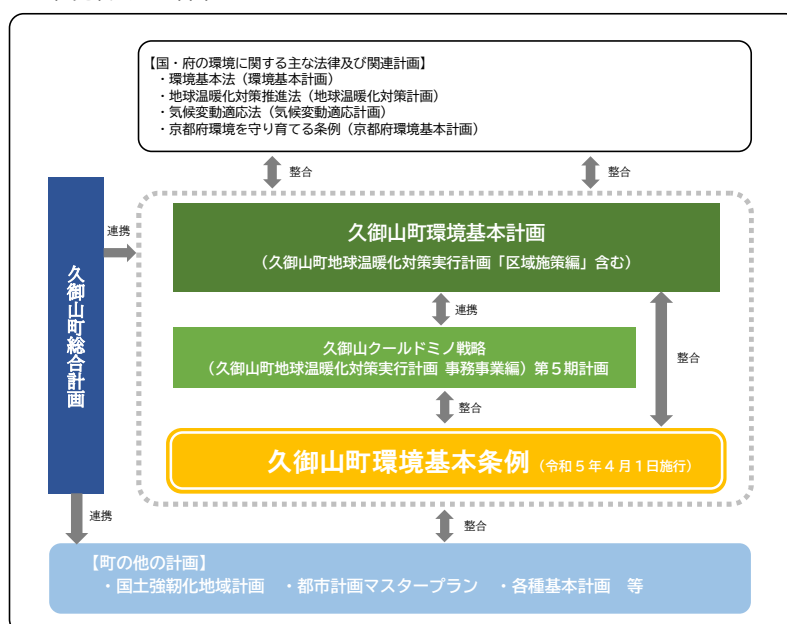 【国・府の環境に関する主な法律及び関連計画】
・環境基本法（環境基本計画）
・地球温暖化対策推進法（地球温暖化対策計画）
・気候変動適応法（気候変動適応計画）
・京都府環境を守り育てる条例（京都府環境基本計画）
整合
整合
久御山町総合計画
連携
久御山町環境基本計画
（久御山町地球温暖化対策実行計画「区域施策編」含む）
連携
久御山クールドミノ戦略
（久御山町地球温暖化対策実行計画 事務事業編）第５期計画
整合
整合
久御山町環境基本条例（令和５年４月１日施行）
連携
整合
【町の他の計画】
・国土強靭化地域計画　・都市計画マスタープラン　・各種基本計画　等